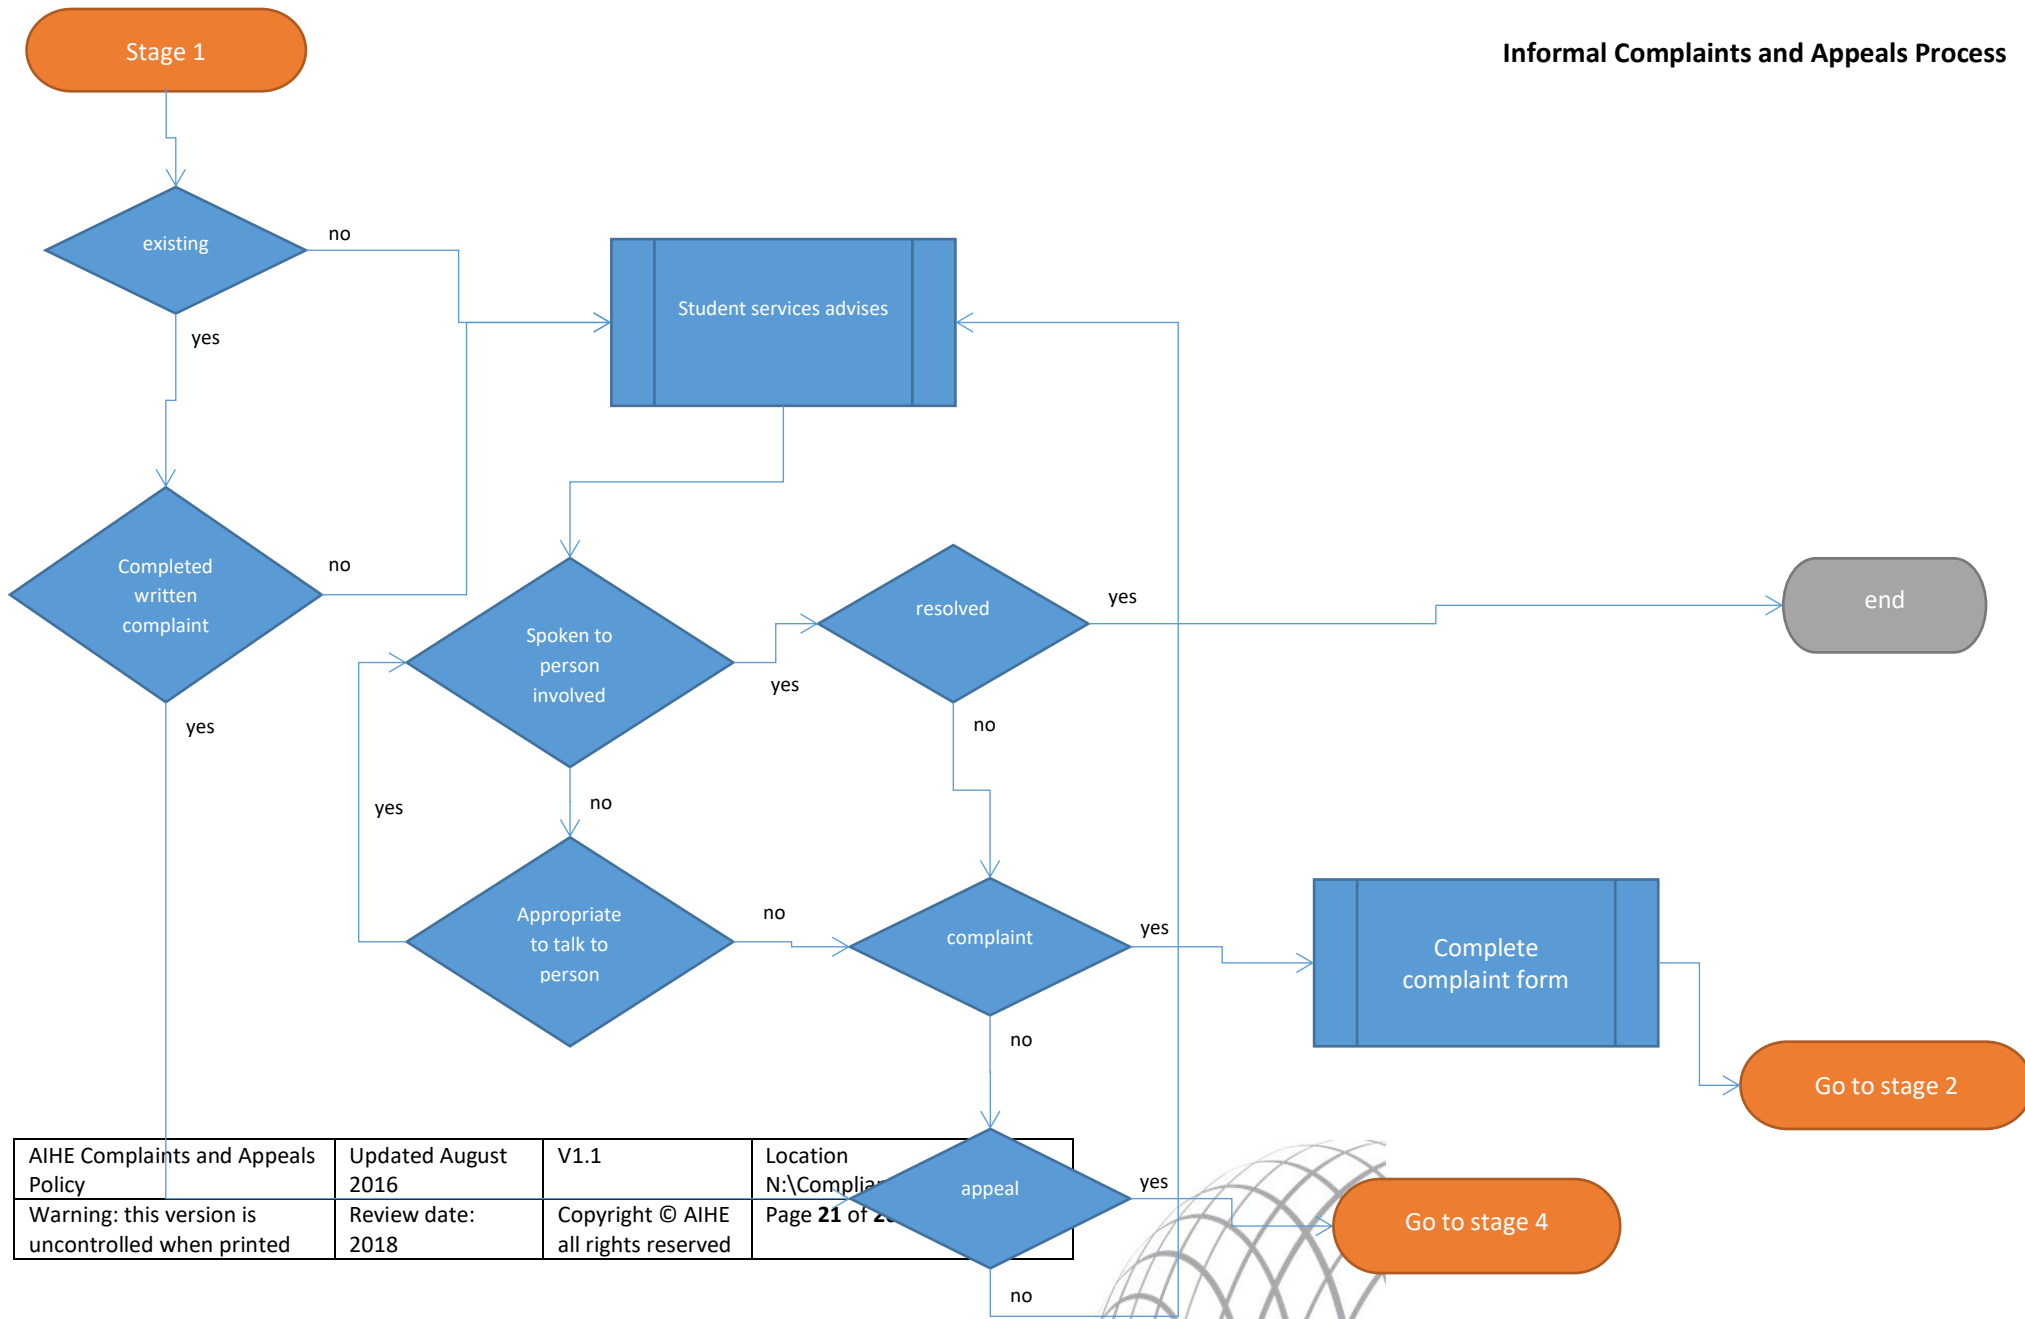 Stage 1
Informal Complaints and Appeals Process
existing
no
yes
Student services advises
Completed
written
complaint
no
yes
Spoken to
person
involved
yes
no
resolved
yes
no
end
Appropriate
to talk to
person
yes
no
complaint
yes
no
Complete
complaint form
Go to stage 2
appeal
yes
no
Go to stage 4
AIHE Complaints and Appeals
Policy
Updated August
2016
V1.1
Location
Warning: this version is
uncontrolled when printed
Review date:
2018
Copyright © AIHE
all rights reserved
Page 21 of